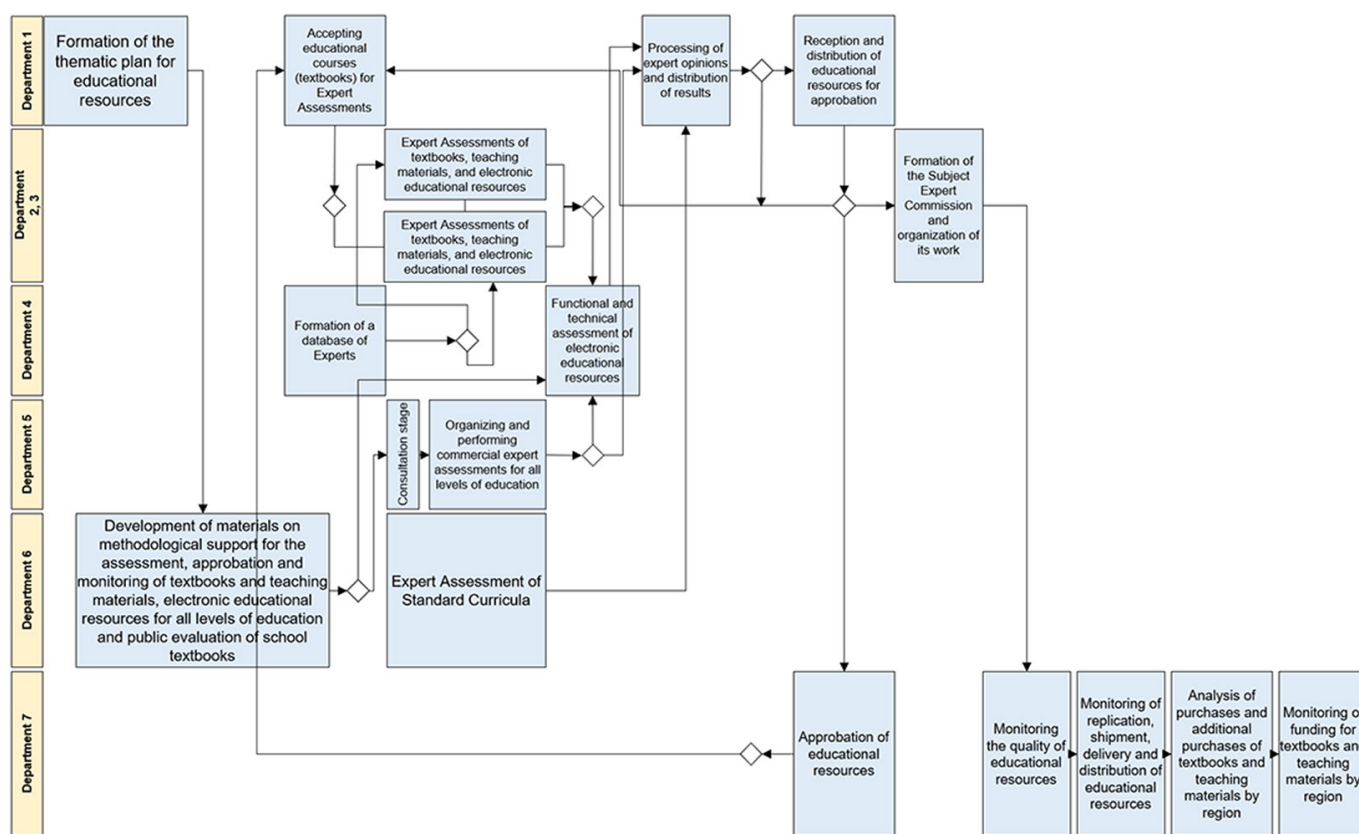 Department 1
Formation of the
thematic plan for
educational
resources
Accepting
educational
courses
(textbooks) for
Expert
Assessments
Processing of
expert opinions
and distribution
of results
Reception and
distribution of
educational
resources for
approbation
Department
2, 3
Expert Assessments of
textbooks, teaching
materials, and electronic
educational resources
Expert Assessments of
textbooks, teaching
materials, and electronic
educational resources
Formation of
the Subject
Expert
Commission
and
organization of
its work
Department 4
Formation of a
database of
Experts
Functional and
technical
assessment of
electronic
educational
resources
Department 5
Consultation stage
Organizing and
performing
commercial expert
assessments for all
levels of education
Department 6
Development of materials on
methodological support for the
assessment, approbation and
monitoring of textbooks and teaching
materials, electronic educational
resources for all levels of education
and public evaluation of school
textbooks
Expert Assessment of
Standard Curricula
Department 7
Approbation of
educational
resources
Monitoring
the quality of
educational
resources
Monitoring of
replication,
shipment,
delivery and
distribution of
educational
resources
Analysis of
purchases and
additional
purchases of
textbooks and
teaching
materials by
region
Monitoring
funding for
textbooks
teaching
materials by
region